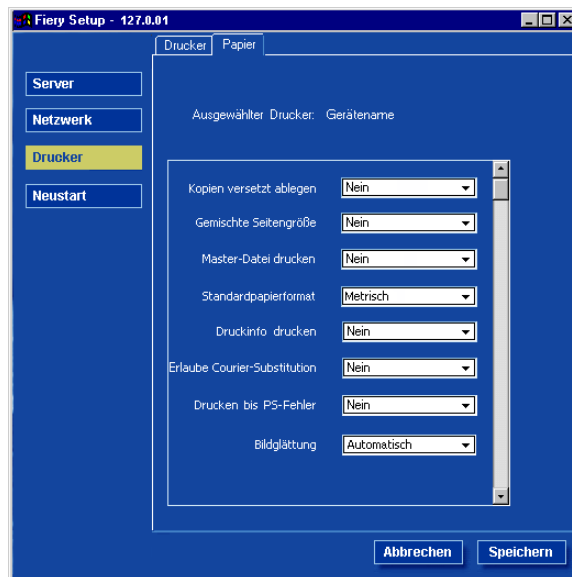 Fiery Setup - 127.0.01
Drucker Papier
Server
Netzwerk
Drucker
Neustart
Ausgewählter Drucker: Gerätename
Kopien versetzt ablegen Nein
Gemischte Seitengröße Nein
Master-Datei drucken Nein
Standardpapierformat Metrisch
Druckinfo drucken Nein
Erlaube Courier-Substitution Nein
Drucken bis PS-Fehler Nein
Bildglättung Automatisch
Abbrechen Speichern